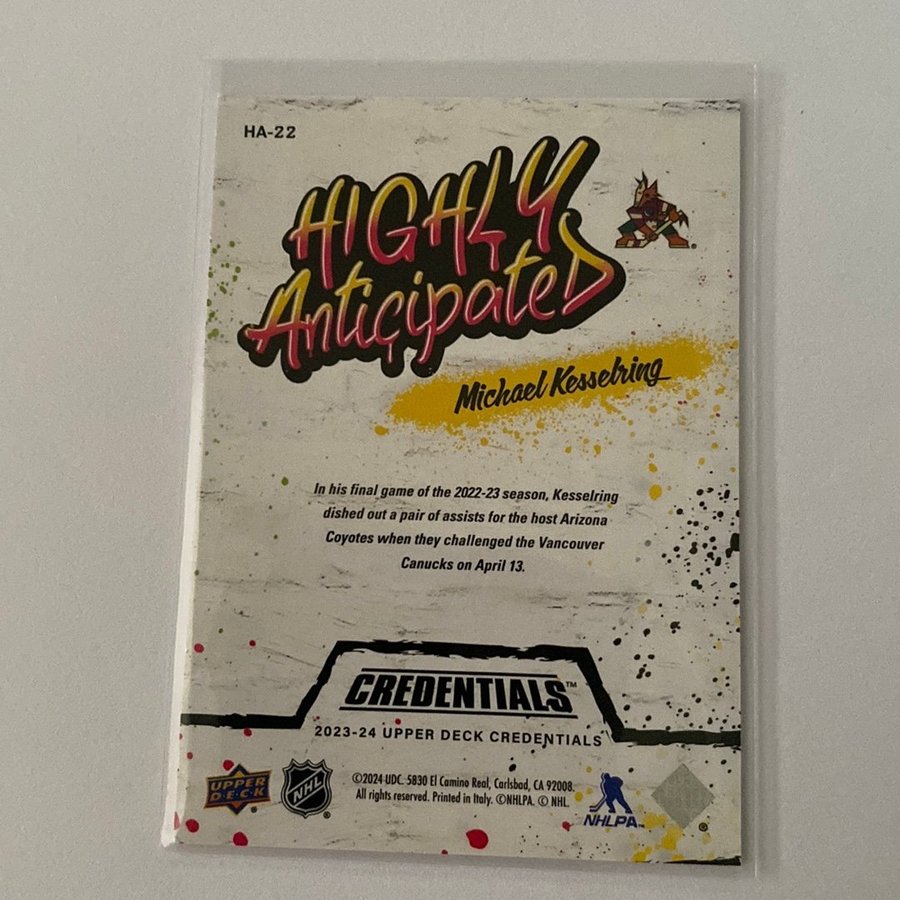 HA-22
HIGHLY
AnticipateD
Michael Kesselring
In his final game of the 2022-23 season, Kesselring
dished out a pair of assists for the host Arizona
Coyotes when they challenged the Vancouver
Canucks on April 13.
CREDENTIALS™
2023-24 UPPER DECK CREDENTIALS
UPPER
DECK
NHL
©2024 UDC. 5830 El Camino Real, Carlsbad, CA 92008.
All rights reserved. Printed in Italy. ©NHLPA. © NHL.
NHLPA